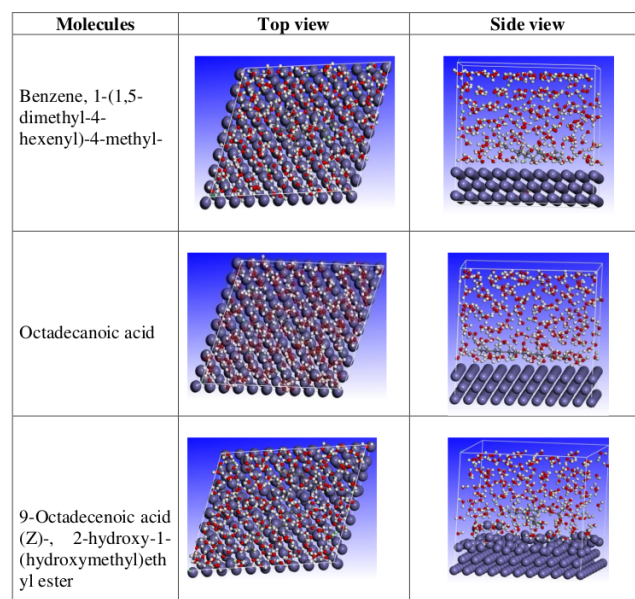 Molecules Top view Side view
Benzene, 1-(1,5-
dimethyl-4-
hexenyl)-4-methyl-
Octadecanoic acid
9-Octadecenoic acid
(Z)-, 2-hydroxy-1-
(hydroxymethyl)eth
yl ester